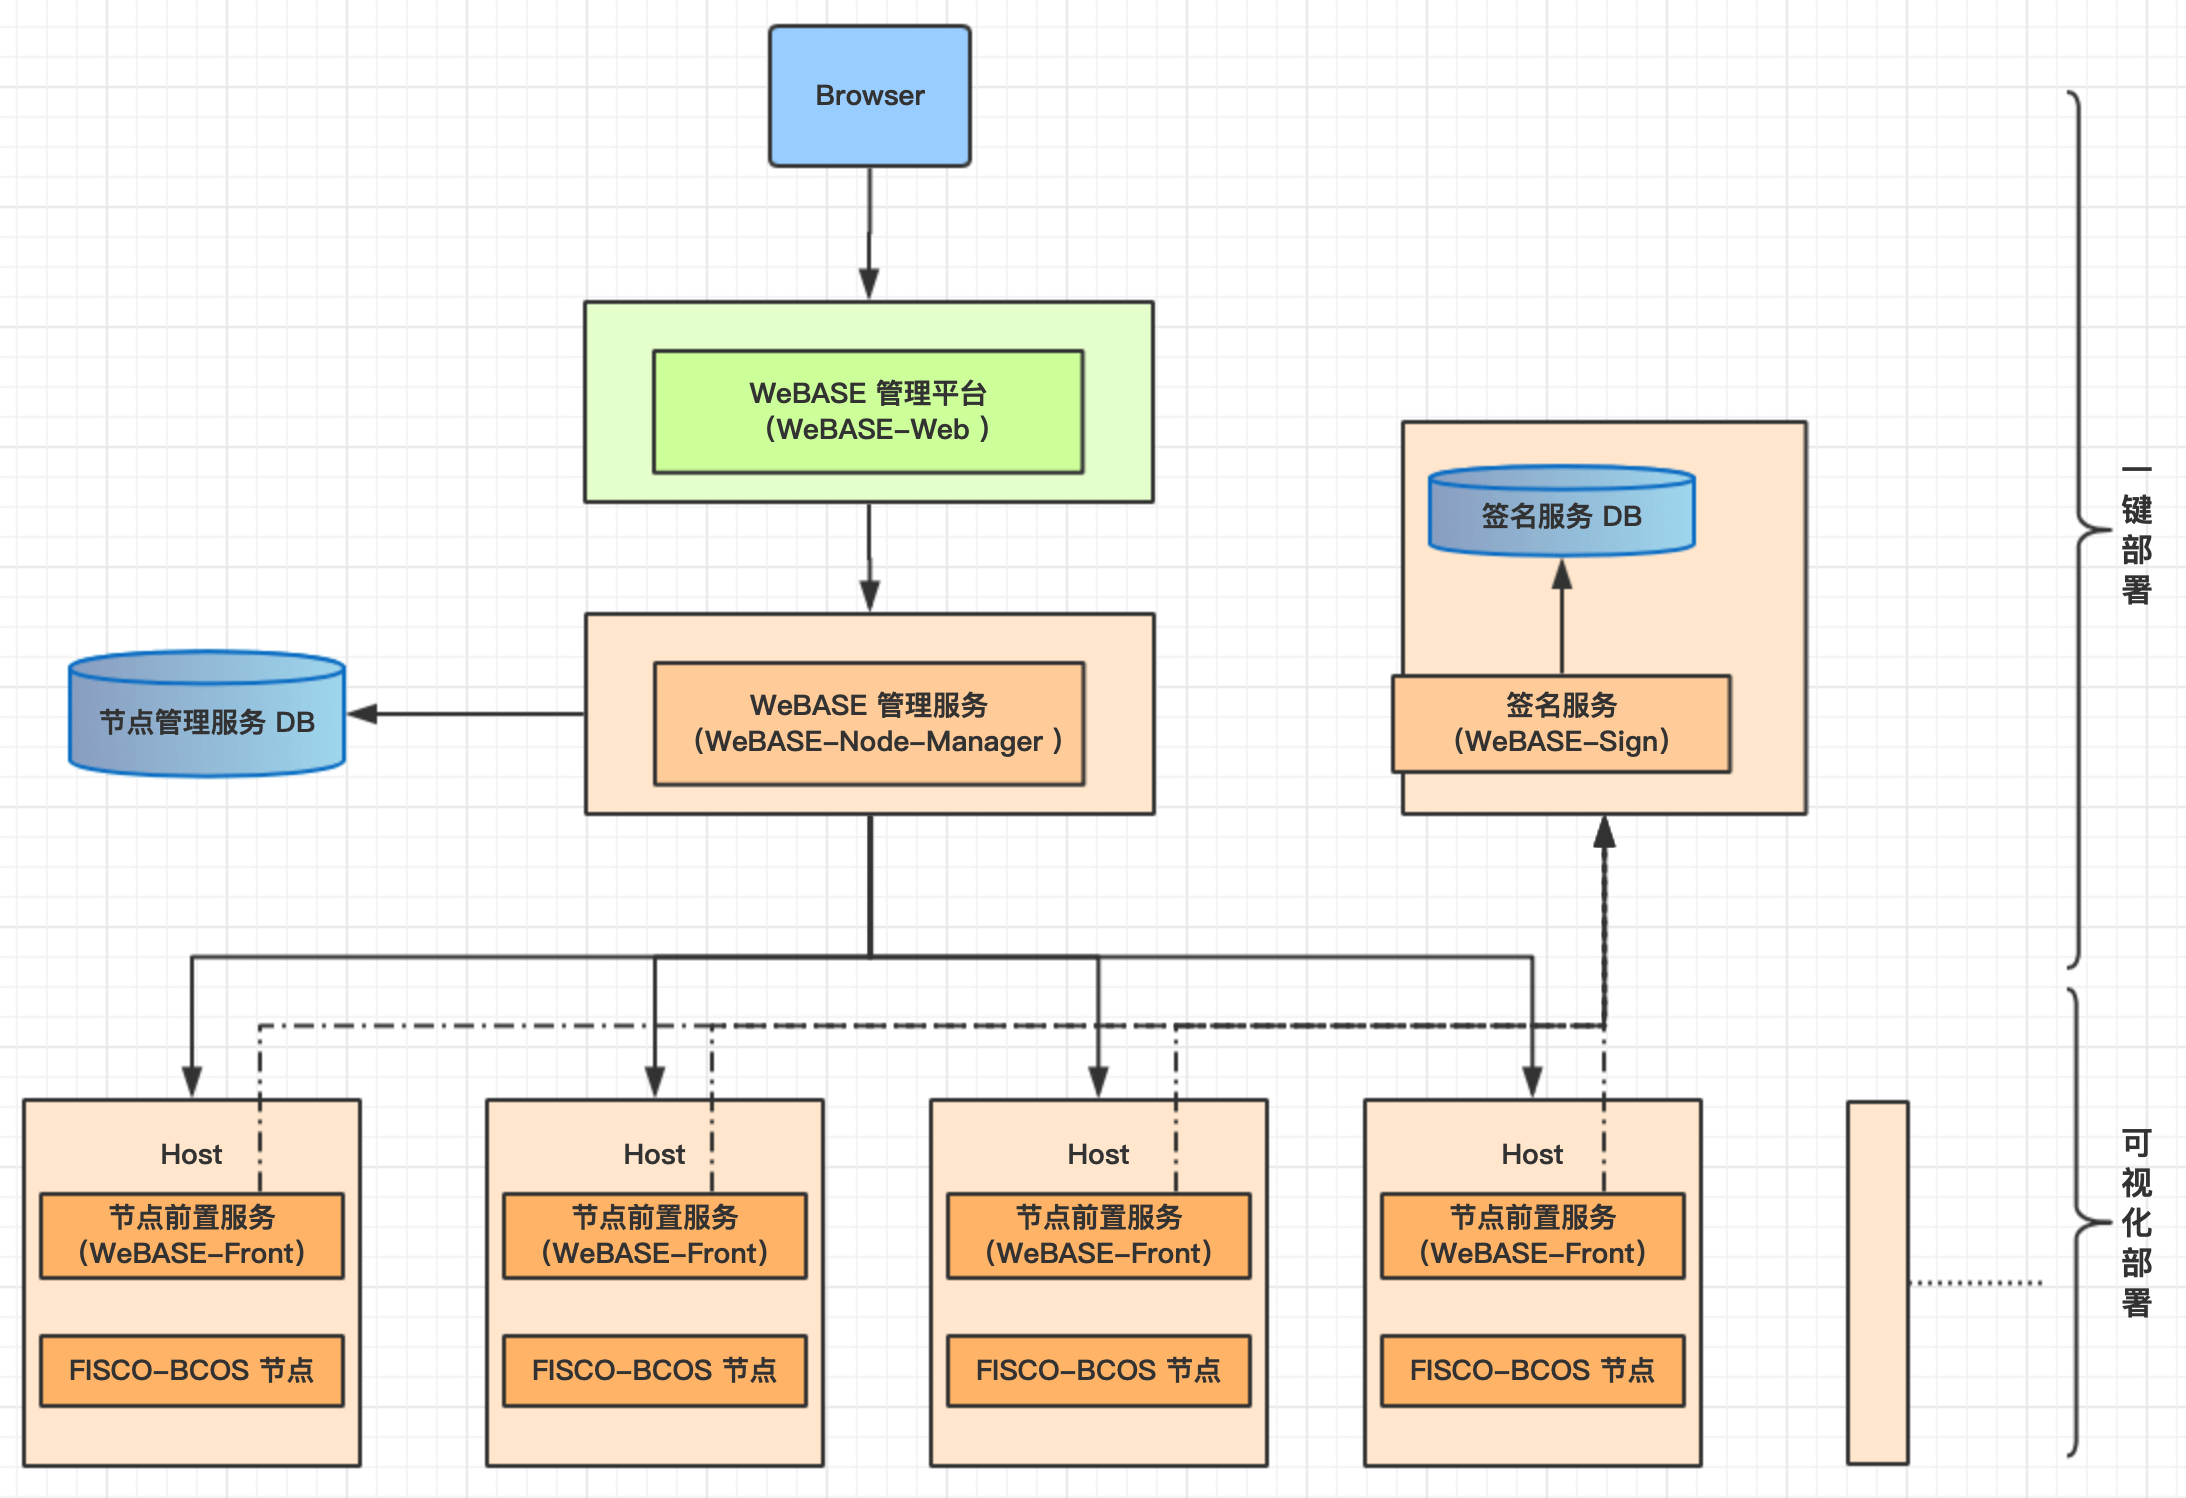 Browser
WeBASE 管理平台
（WeBASE-Web ）
签名服务 DB
一键部署
节点管理服务 DB
WeBASE 管理服务
（WeBASE-Node-Manager ）
签名服务
（WeBASE-Sign）
Host
节点前置服务
（WeBASE-Front）
FISCO-BCOS 节点
Host
节点前置服务
（WeBASE-Front）
FISCO-BCOS 节点
Host
节点前置服务
（WeBASE-Front）
FISCO-BCOS 节点
Host
节点前置服务
（WeBASE-Front）
FISCO-BCOS 节点
可视化部署